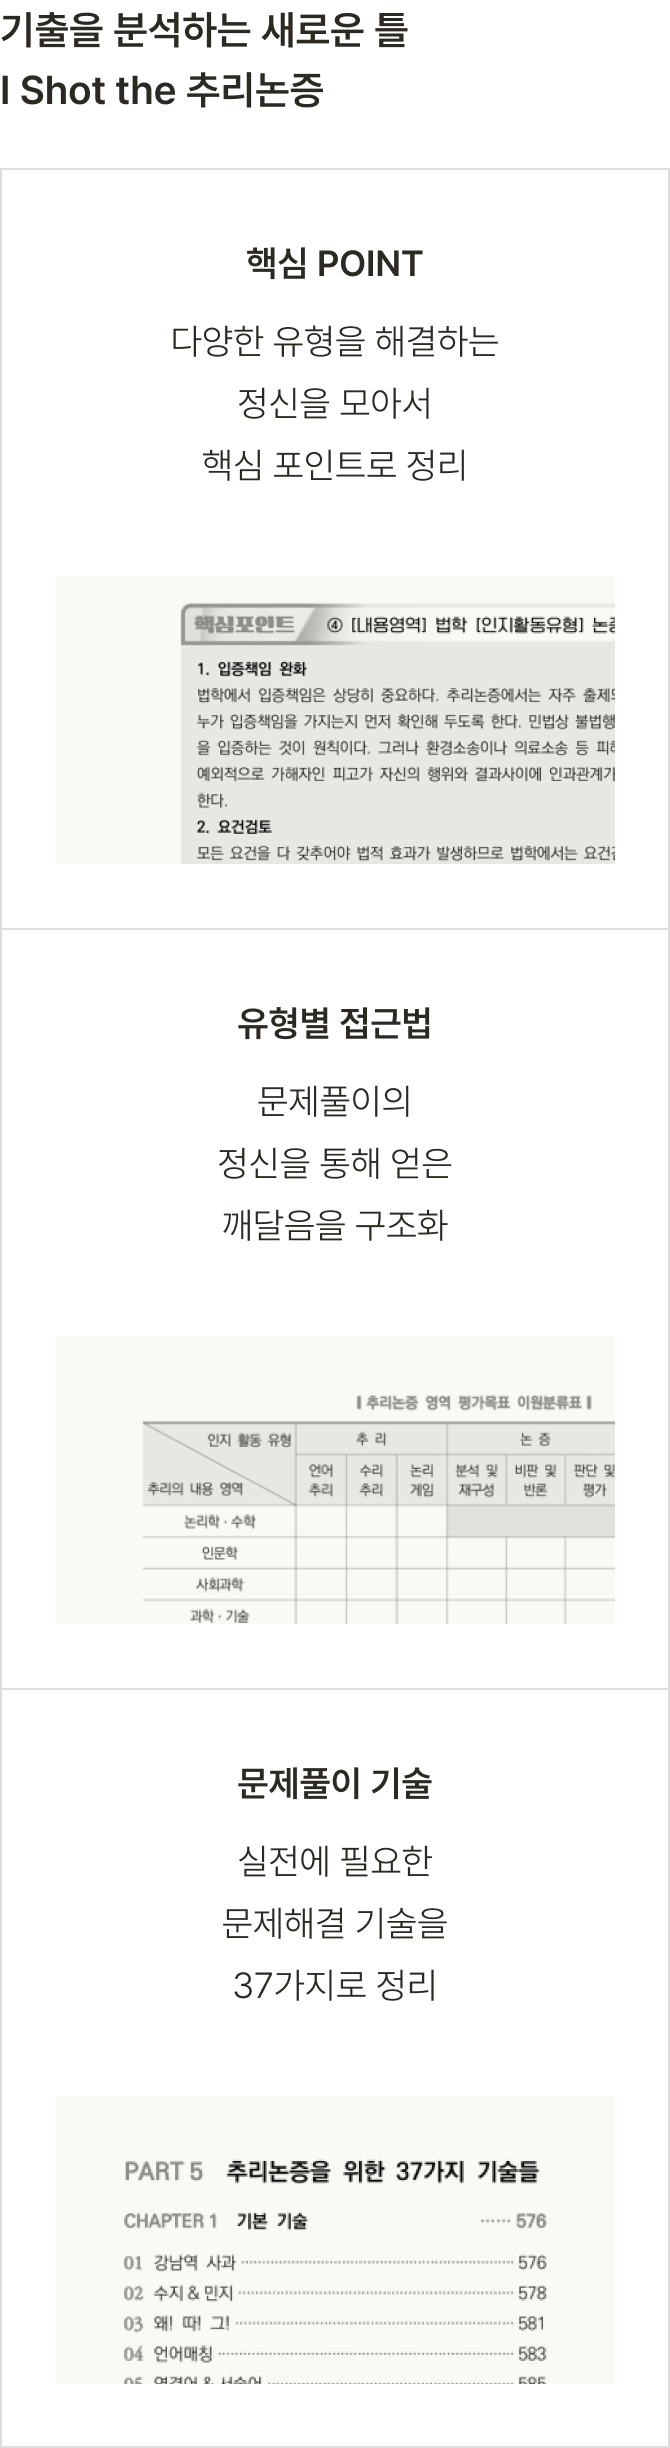 기출을 분석하는 새로운 틀
I Shot the 추리논증
핵심 POINT
다양한 유형을 해결하는
정신을 모아서
핵심 포인트로 정리
핵심포인트 ④ [내용영역] 법학 [인지활동유형] 논증
1. 입증책임 완화
법학에서 입증책임은 상당히 중요하다. 추리논증에서는 자주 출제되
누가 입증책임을 가지는지 먼저 확인해 두도록 한다. 민법상 불법행
을 입증하는 것이 원칙이다. 그러나 환경소송이나 의료소송 등 피해
예외적으로 가해자인 피고가 자신의 행위와 결과사이에 인과관계가
한다.
2. 요건검토
모든 요건을 다 갖추어야 법적 효과가 발생하므로 법학에서는 요건검
유형별 접근법
문제풀이의
정신을 통해 얻은
깨달음을 구조화
추리논증 영역 평가목표 이원분류표
인지 활동 유형 추 리 논 증
추리의 내용 영역 언어 추리 수리 추리 논리 게임 분석 및 재구성 비판 및 반론 판단 및 평가
논리학 · 수학
인문학
사회과학
과학 · 기술
문제풀이 기술
실전에 필요한
문제해결 기술을
37가지로 정리
PART 5 추리논증을 위한 37가지 기술들
CHAPTER 1 기본 기술 ······ 576
01 강남역 사과 ······ 576
02 수지 & 민지 ······ 578
03 왜! 때! 그! ······ 581
04 언어매칭 ······ 583